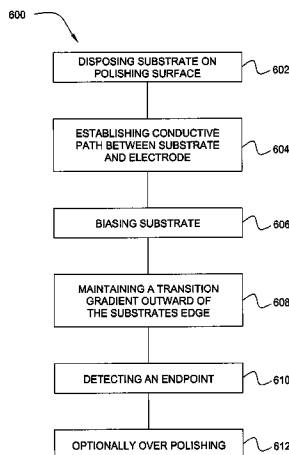 600
DISPOSING SUBSTRATE ON
POLISHING SURFACE
602
ESTABLISHING CONDUCTIVE
PATH BETWEEN SUBSTRATE
AND ELECTRODE
604
BIASING SUBSTRATE
606
MAINTAINING A TRANSITION
GRADIENT OUTWARD OF
THE SUBSTRATES EDGE
608
DETECTING AN ENDPOINT
610
OPTIONALLY OVER POLISHING
612